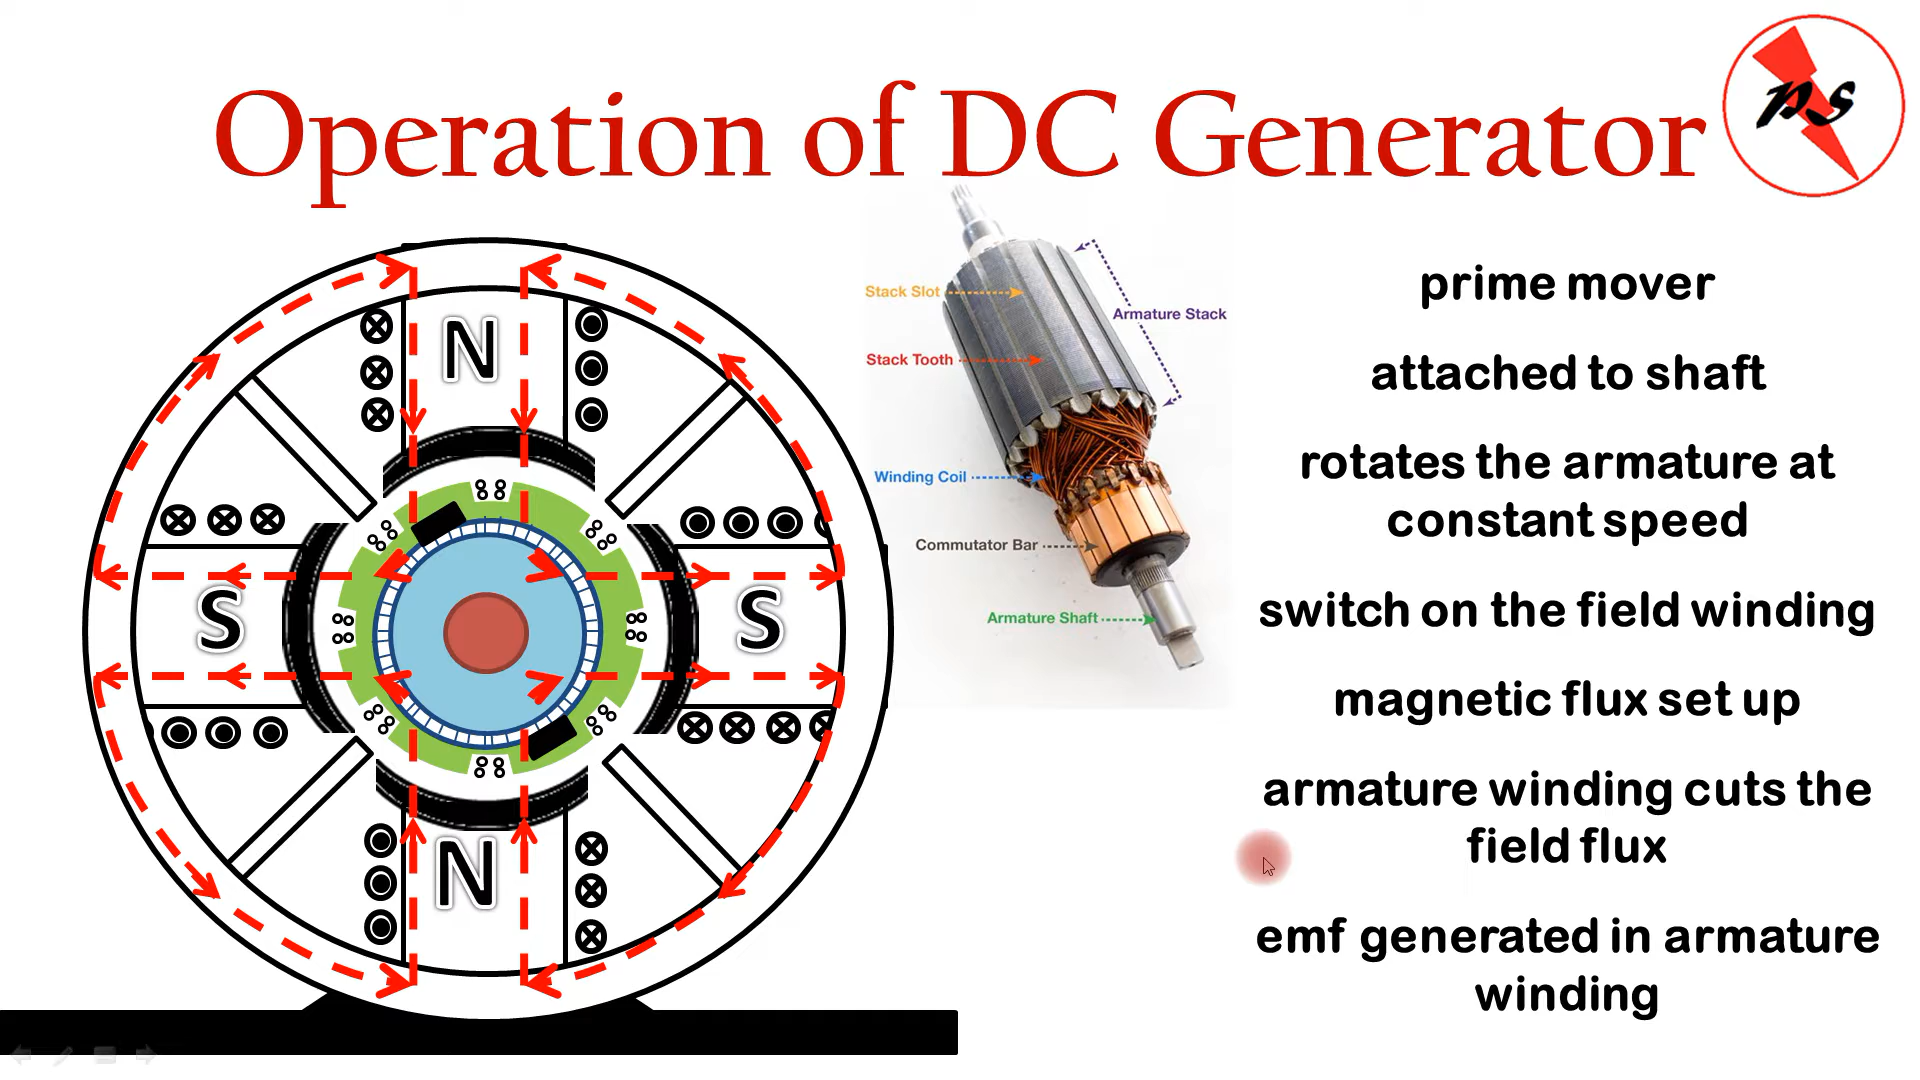 Operation of DC Generator
ps
N
S
S
N
Stack Slot
Armature Stack
Stack Tooth
Winding Coil
Commutator Bar
Armature Shaft
prime mover
attached to shaft
rotates the armature at
constant speed
switch on the field winding
magnetic flux set up
armature winding cuts the
field flux
emf generated in armature
winding